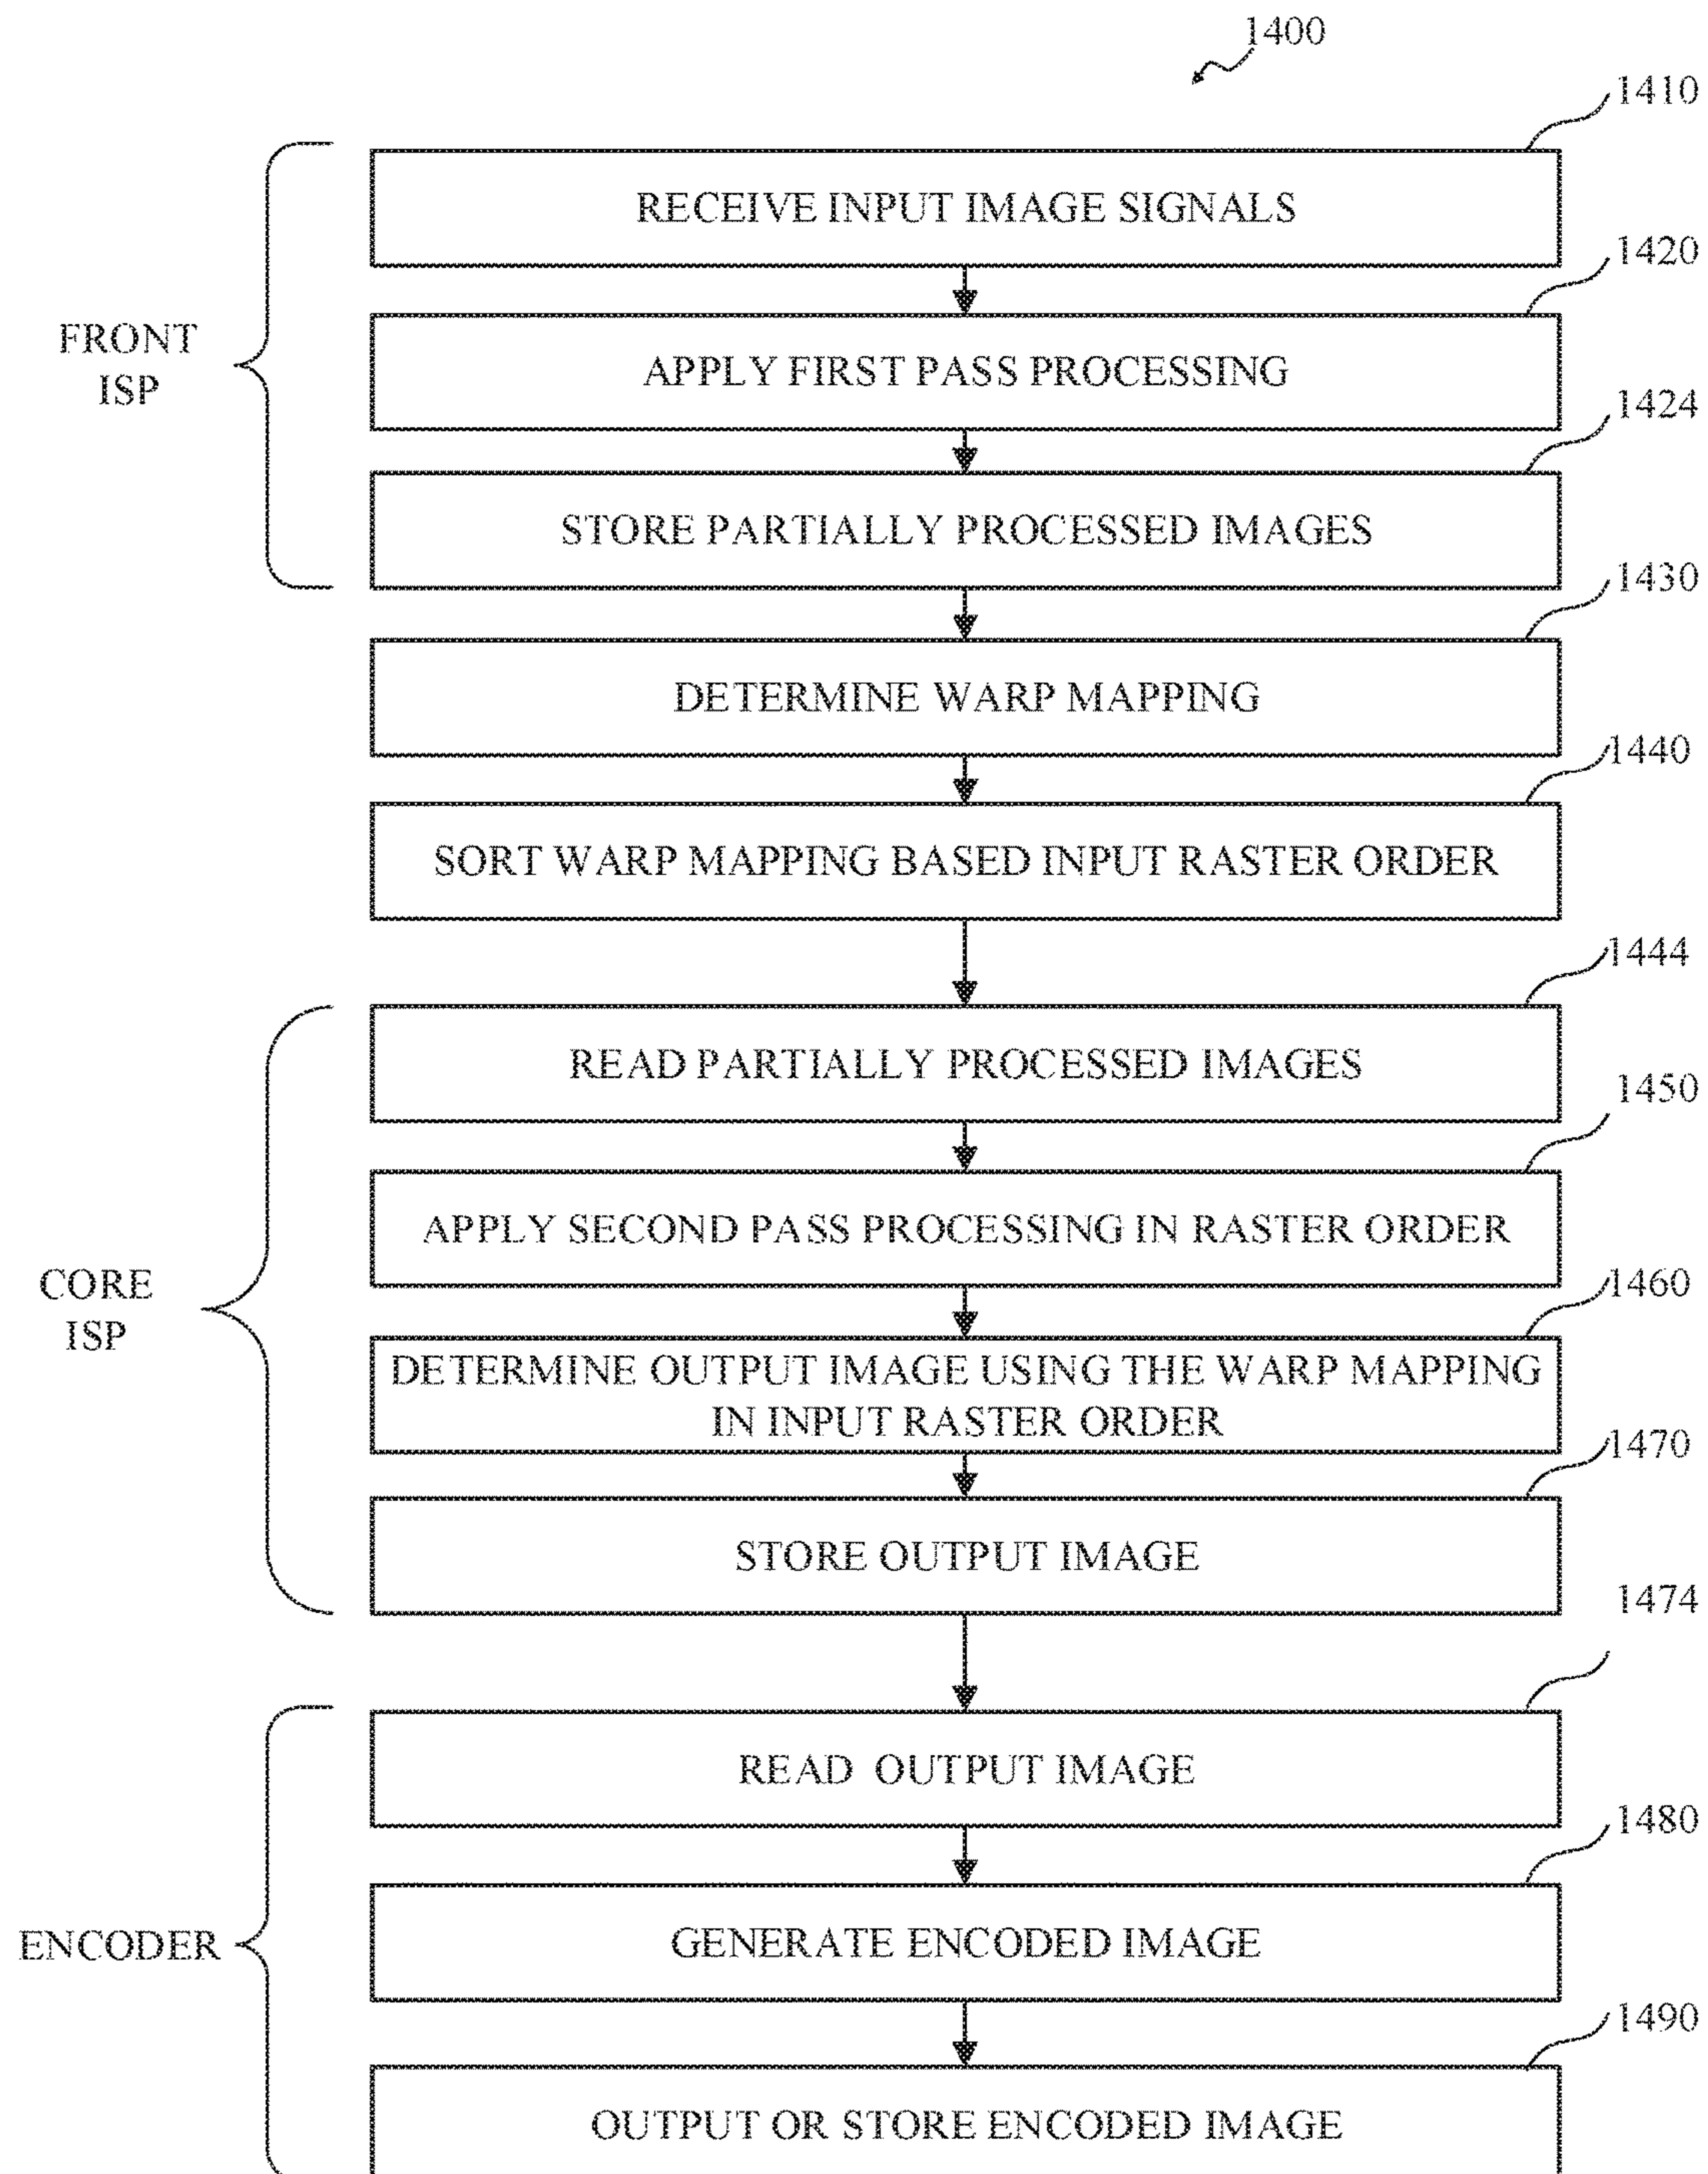 1400
1410
RECEIVE INPUT IMAGE SIGNALS
1420
APPLY FIRST PASS PROCESSING
FRONT
ISP
1424
STORE PARTIALLY PROCESSED IMAGES
1430
DETERMINE WARP MAPPING
1440
SORT WARP MAPPING BASED INPUT RASTER ORDER
1444
READ PARTIALLY PROCESSED IMAGES
1450
APPLY SECOND PASS PROCESSING IN RASTER ORDER
CORE
ISP
1460
DETERMINE OUTPUT IMAGE USING THE WARP MAPPING
IN INPUT RASTER ORDER
1470
STORE OUTPUT IMAGE
1474
READ OUTPUT IMAGE
1480
GENERATE ENCODED IMAGE
ENCODER
1490
OUTPUT OR STORE ENCODED IMAGE